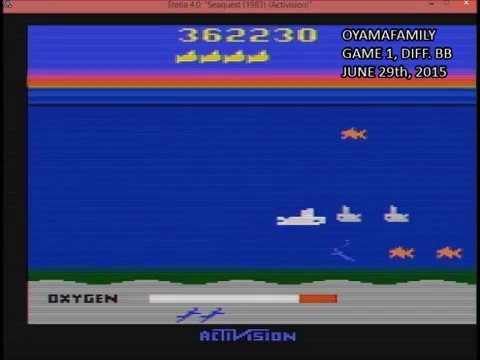 Stella 4.0: "Seaquest (1983) (Activision)"
362230
OYAMAFAMILY
GAME 1, DIFF. BB
JUNE 29th, 2015
OXYGEN
ACTIVISION